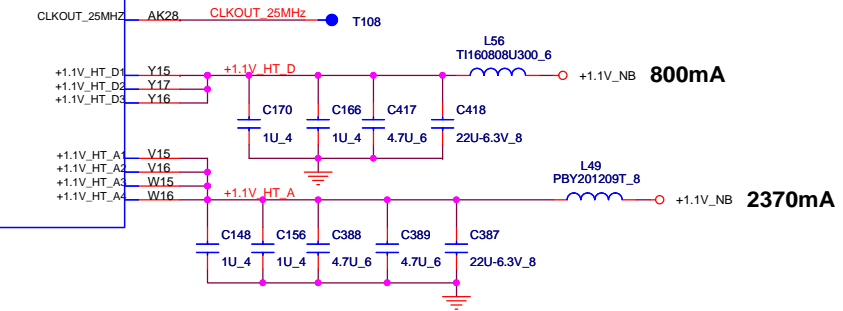 CLKOUT_25MHZ AK28 CLKOUT_25MHz T108
L56
TI160808U300_6
+1.1V_HT_D1 Y15 +1.1V_HT_D +1.1V_NB 800mA
+1.1V_HT_D2 Y17
+1.1V_HT_D3 Y16
C170 C166 C417 C418
1U_4 1U_4 4.7U_6 22U-6.3V_8
+1.1V_HT_A1 V15
+1.1V_HT_A2 V16
+1.1V_HT_A3 W15
+1.1V_HT_A4 W16 +1.1V_HT_A
L49
PBY201209T_8
+1.1V_NB 2370mA
C148 C156 C388 C389 C387
1U_4 1U_4 4.7U_6 4.7U_6 22U-6.3V_8